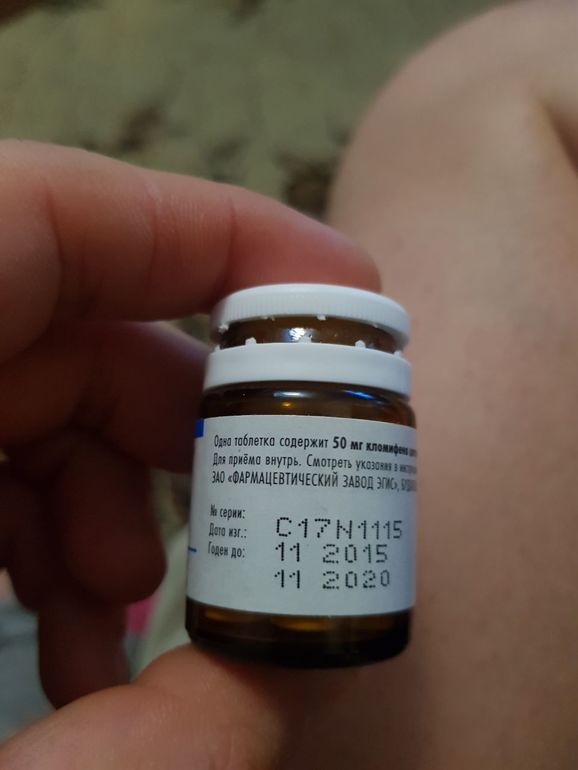 Одна таблетка содержит 50 мг кломифена
Для приёма внутрь. Смотреть указания в
ЗАО «ФАРМАЦЕВТИЧЕСКИЙ ЗАВОД ЭГИС»,
№ серии: C17N1115
Дата изг.: 11 2015
Годен до: 11 2020